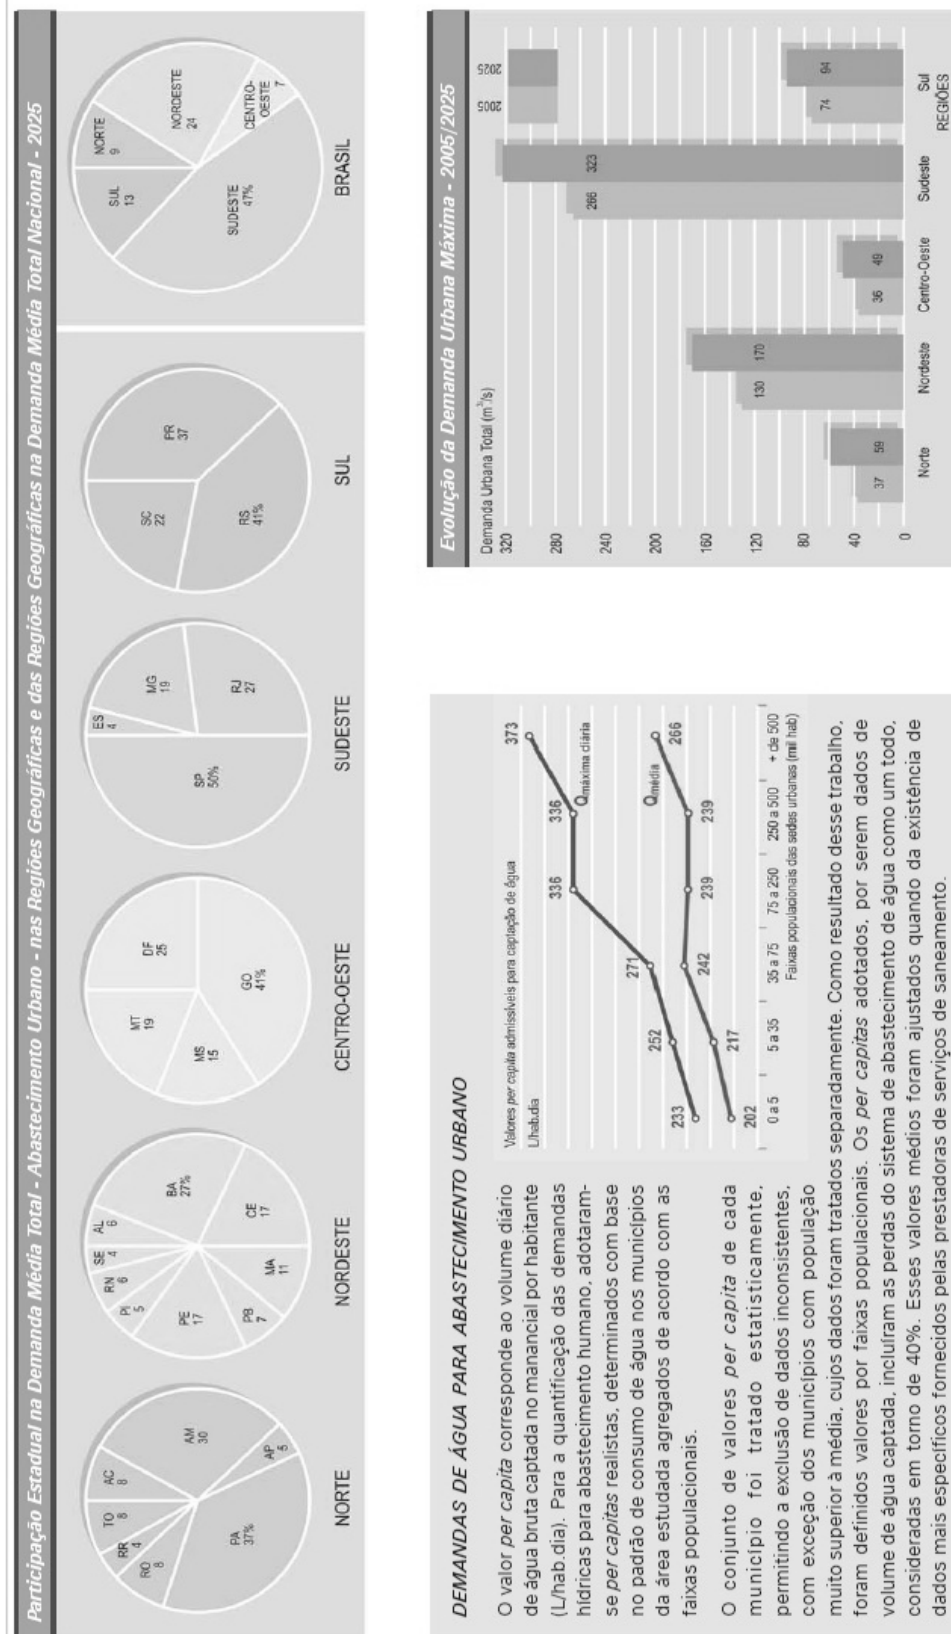 Participação Estadual na Demanda Média Total - Abastecimento Urbano - nas Regiões Geográficas e das Regiões Geográficas na Demanda Média Total Nacional - 2025
AC
8
TO
8
RR
4
RO
8
PA
37%
AP
5
AM
30
NORTE
AL
6
SE
4
RN
6
PI
5
PE
17
PB
7
MA
11
CE
17
BA
27%
NORDESTE
MT
19
DF
25
MS
15
GO
41%
CENTRO-OESTE
ES
4
MG
19
SP
50%
RJ
27
SUDESTE
SC
22
PR
37
RS
41%
SUL
NORTE
9
SUL
13
NORDESTE
24
CENTRO-
OESTE
7
SUDESTE
47%
BRASIL
DEMANDAS DE ÁGUA PARA ABASTECIMENTO URBANO
O valor per capita corresponde ao volume diário
de água bruta captada no manancial por habitante
(L/hab.dia). Para a quantificação das demandas
hídricas para abastecimento humano, adotaram-
se per capitas realistas, determinados com base
no padrão de consumo de água nos municípios
da área estudada agregados de acordo com as
faixas populacionais.
O conjunto de valores per capita de cada
município foi tratado estatisticamente,
permitindo a exclusão de dados inconsistentes,
com exceção dos municípios com população
muito superior à média, cujos dados foram tratados separadamente. Como resultado desse trabalho,
foram definidos valores por faixas populacionais. Os per capitas adotados, por serem dados de
volume de água captada, incluíram as perdas do sistema de abastecimento de água como um todo,
consideradas em torno de 40%. Esses valores médios foram ajustados quando da existência de
dados mais específicos fornecidos pelas prestadoras de serviços de saneamento.
Valores per capita admissíveis para captação de água
L/hab.dia
373
336
336
Qmáxima diária
271
252
233
Qmédia
266
239
239
242
217
202
0 a 5
5 a 35
35 a 75
75 a 250
250 a 500
+ de 500
Faixas populacionais das sedes urbanas (mil hab)
Evolução da Demanda Urbana Máxima - 2005/2025
Demanda Urbana Total (m³/s)
2005
2025
320
280
240
200
160
120
80
40
0
37
59
130
170
36
49
266
323
74
94
Norte
Nordeste
Centro-Oeste
Sudeste
Sul
REGIÕES